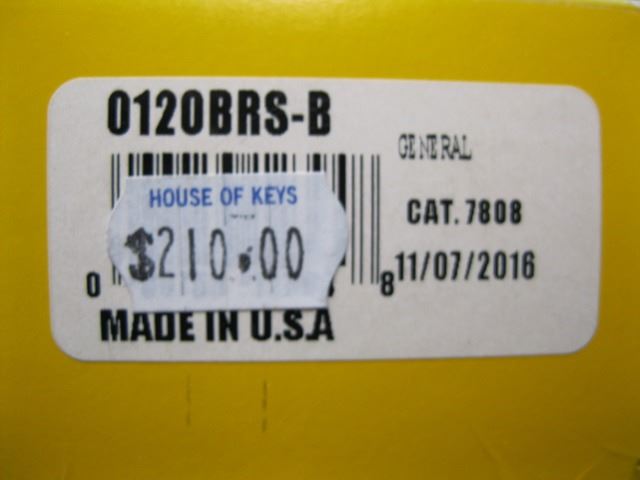 0120BRS-B
GENERAL
HOUSE OF KEYS
$210.00
CAT. 7808
0
8
11/07/2016
MADE IN U.S.A